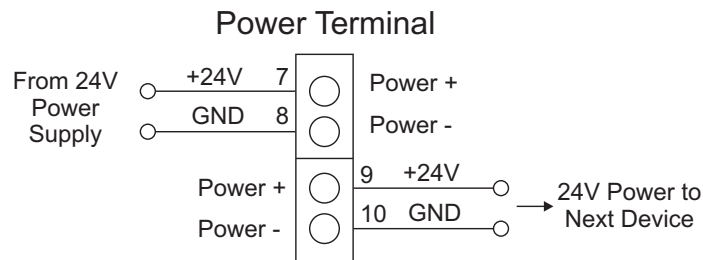 Power Terminal
From 24V
Power
Supply
+24V 7
GND 8
Power +
Power -
Power +
Power -
9 +24V
10 GND
24V Power to
Next Device